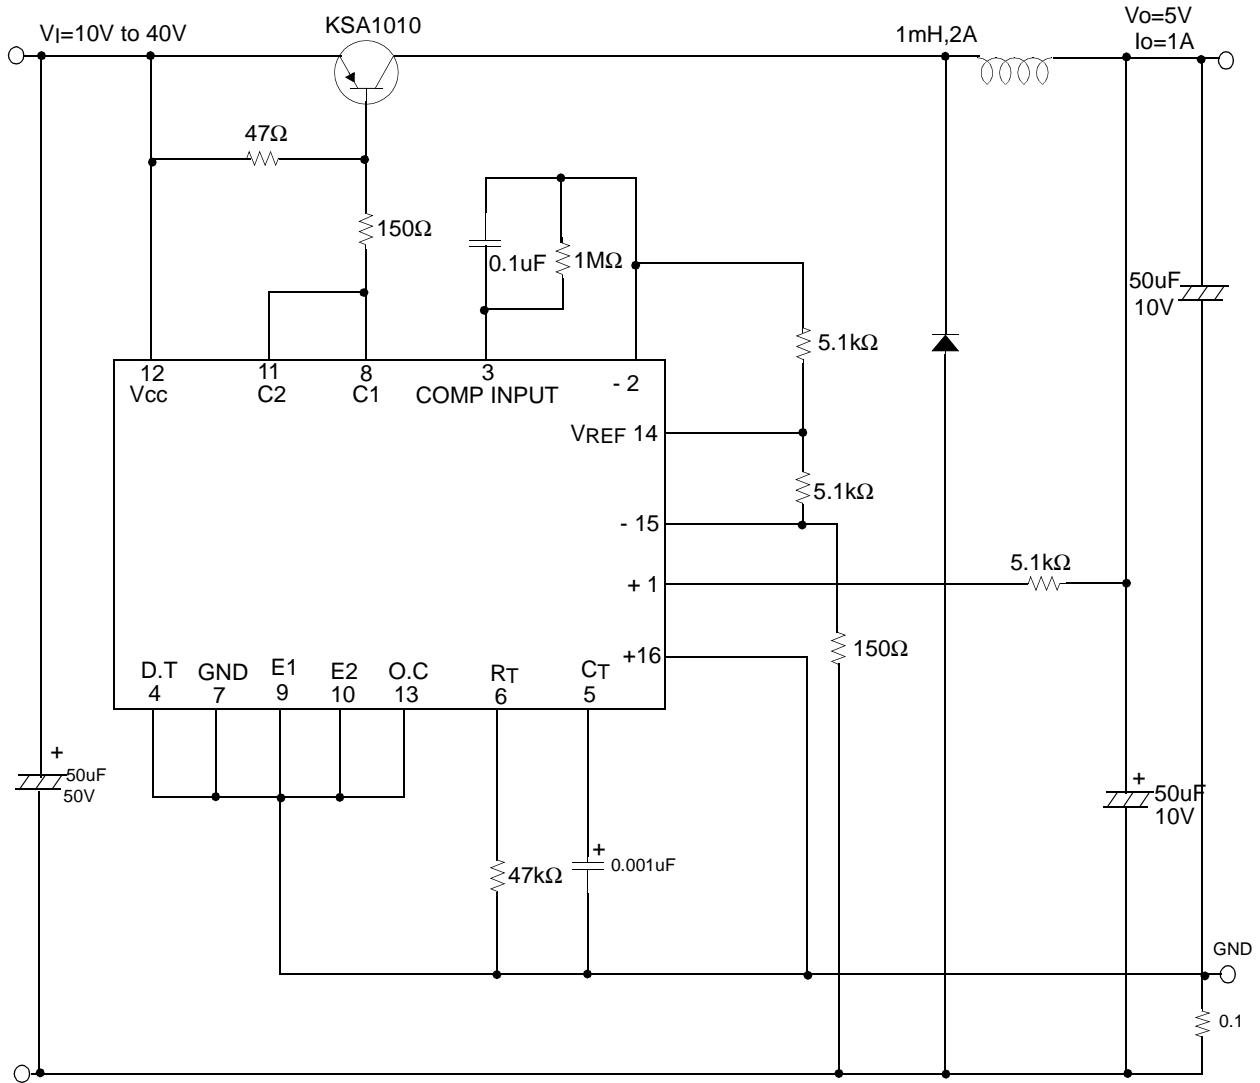 VI=10V to 40V
KSA1010
1mH,2A
Vo=5V
Io=1A
47Ω
150Ω
0.1uF
1MΩ
5.1kΩ
50uF
10V
12
Vcc
11
C2
8
C1
3
COMP INPUT
- 2
VREF 14
5.1kΩ
- 15
+ 1
5.1kΩ
+16
150Ω
D.T
4
GND
7
E1
9
E2
10
O.C
13
RT
6
CT
5
+
50uF
50V
+
50uF
10V
47kΩ
+
0.001uF
GND
0.1